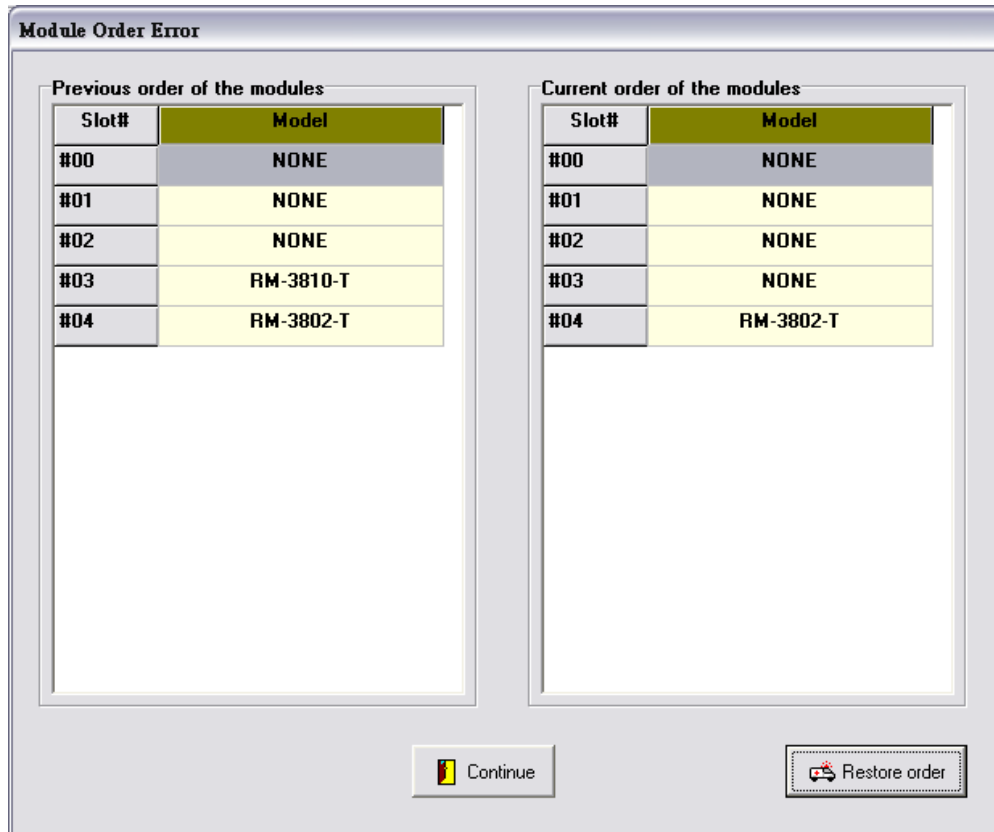 Module Order Error
Previous order of the modules
Slot# Model
#00 NONE
#01 NONE
#02 NONE
#03 RM-3810-T
#04 RM-3802-T
Current order of the modules
Slot# Model
#00 NONE
#01 NONE
#02 NONE
#03 NONE
#04 RM-3802-T
Continue
Restore order